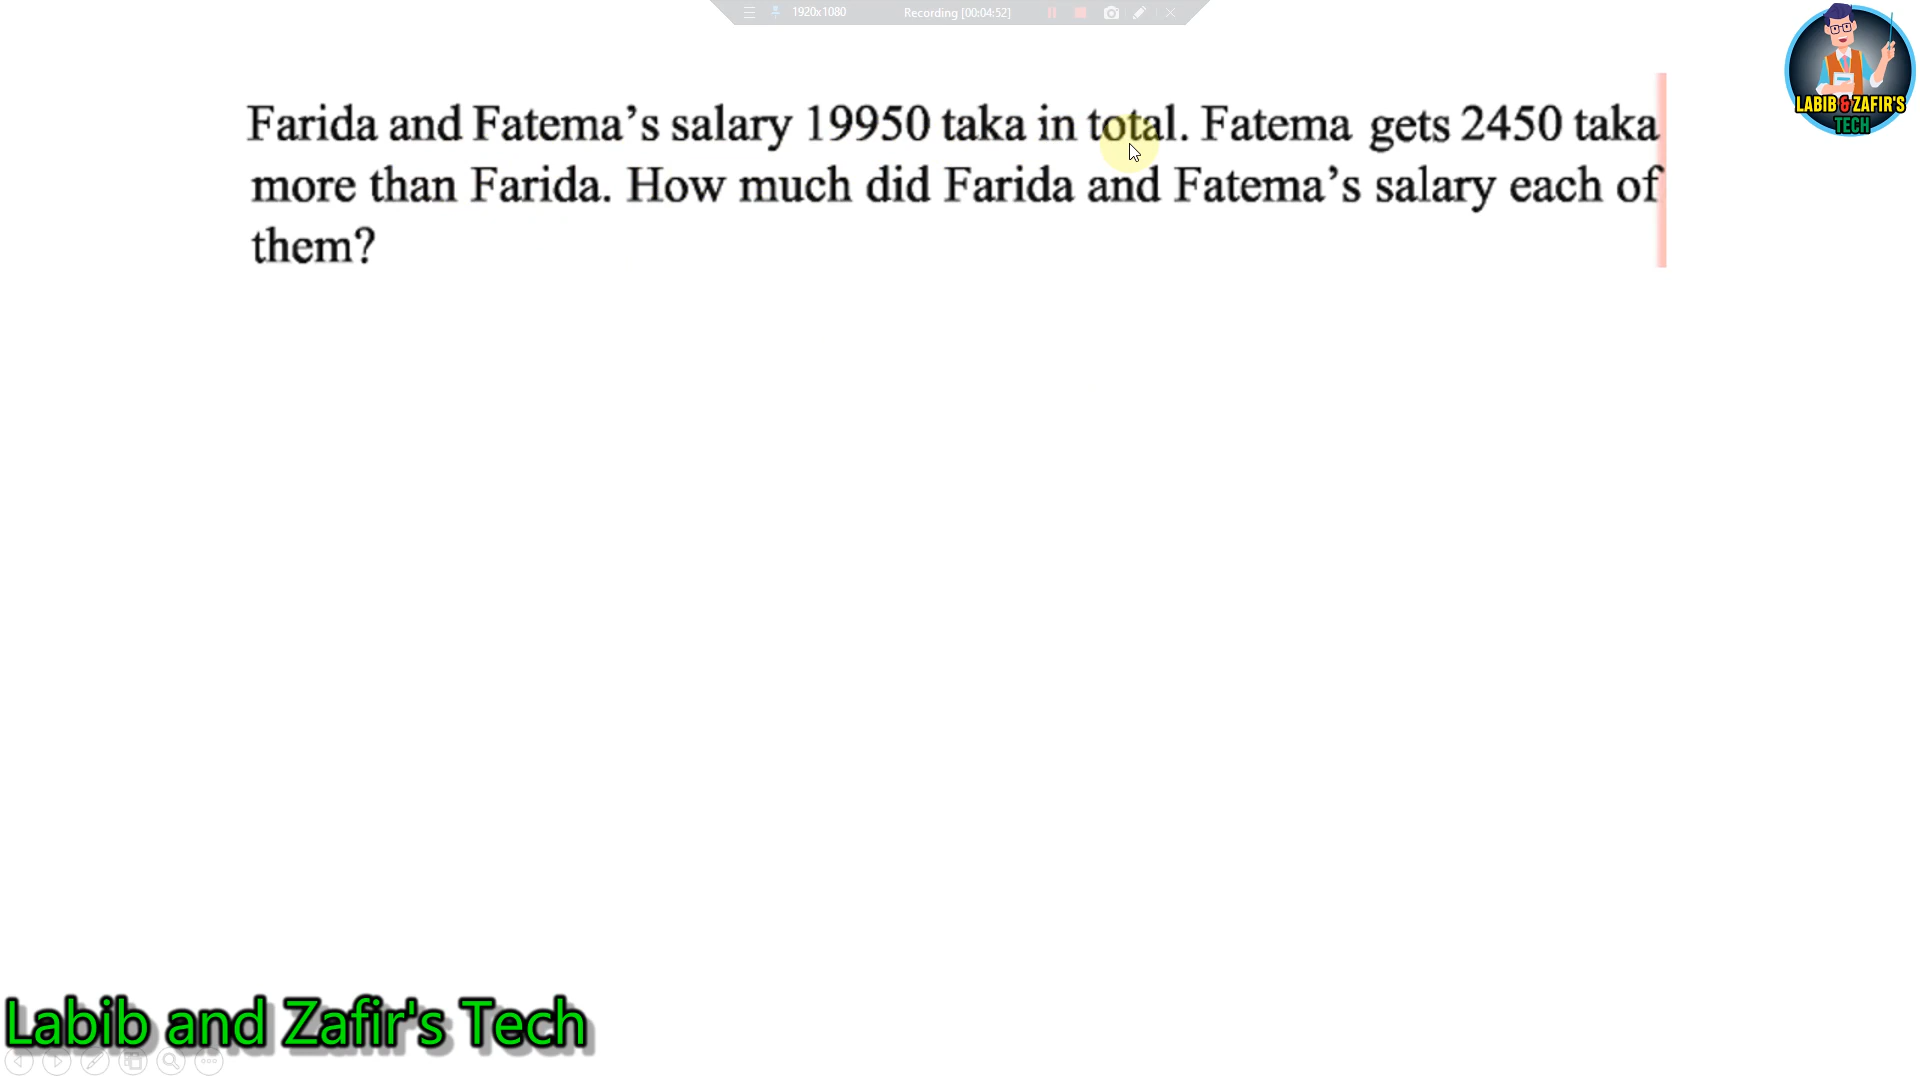 1920x1080 Recording [00:04:52]
LABIB & ZAFIR'S
TECH
Farida and Fatema’s salary 19950 taka in total. Fatema gets 2450 taka
more than Farida. How much did Farida and Fatema’s salary each of
them?
Labib and Zafir's Tech